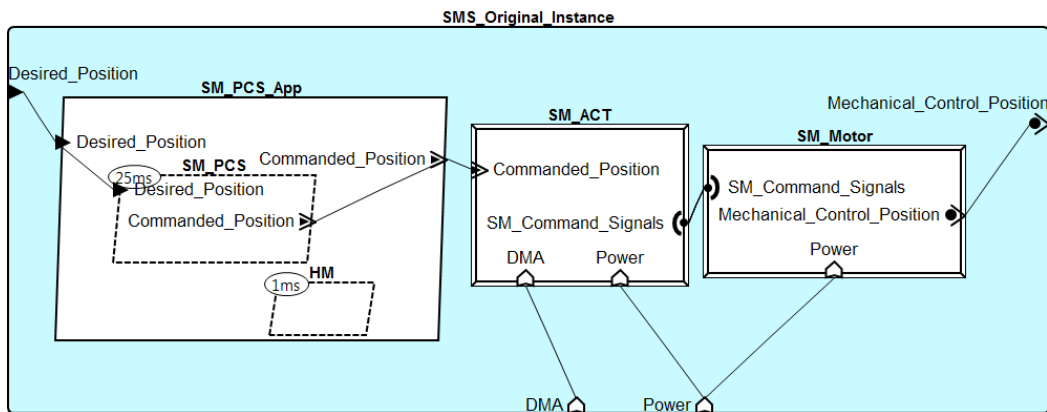 SMS_Original_Instance
Desired_Position
SM_PCS_App
Mechanical_Control_Position
SM_ACT
SM_Motor
Desired_Position
Commanded_Position
SM_PCS
25ms
Desired_Position
Commanded_Position
HM
1ms
Commanded_Position
SM_Command_Signals
DMA
Power
SM_Command_Signals
Mechanical_Control_Position
Power
DMA
Power